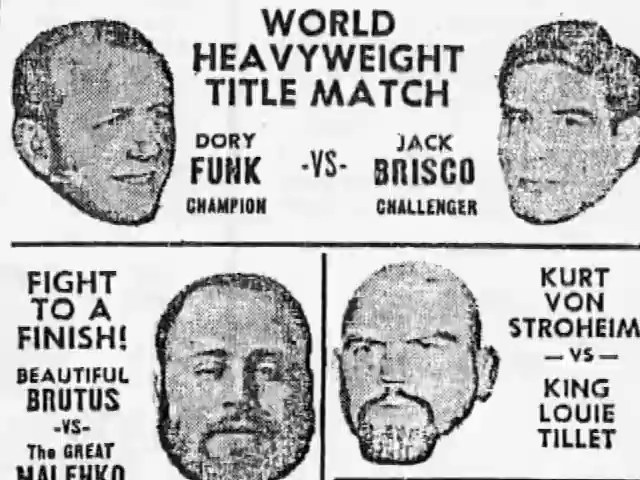 WORLD
HEAVYWEIGHT
TITLE MATCH
DORY
FUNK
CHAMPION
-VS-
JACK
BRISCO
CHALLENGER
FIGHT
TO A
FINISH!
BEAUTIFUL
BRUTUS
-VS-
The GREAT
MALENKO
KURT
VON
STROHEIM
— VS —
KING
LOUIE
TILLET